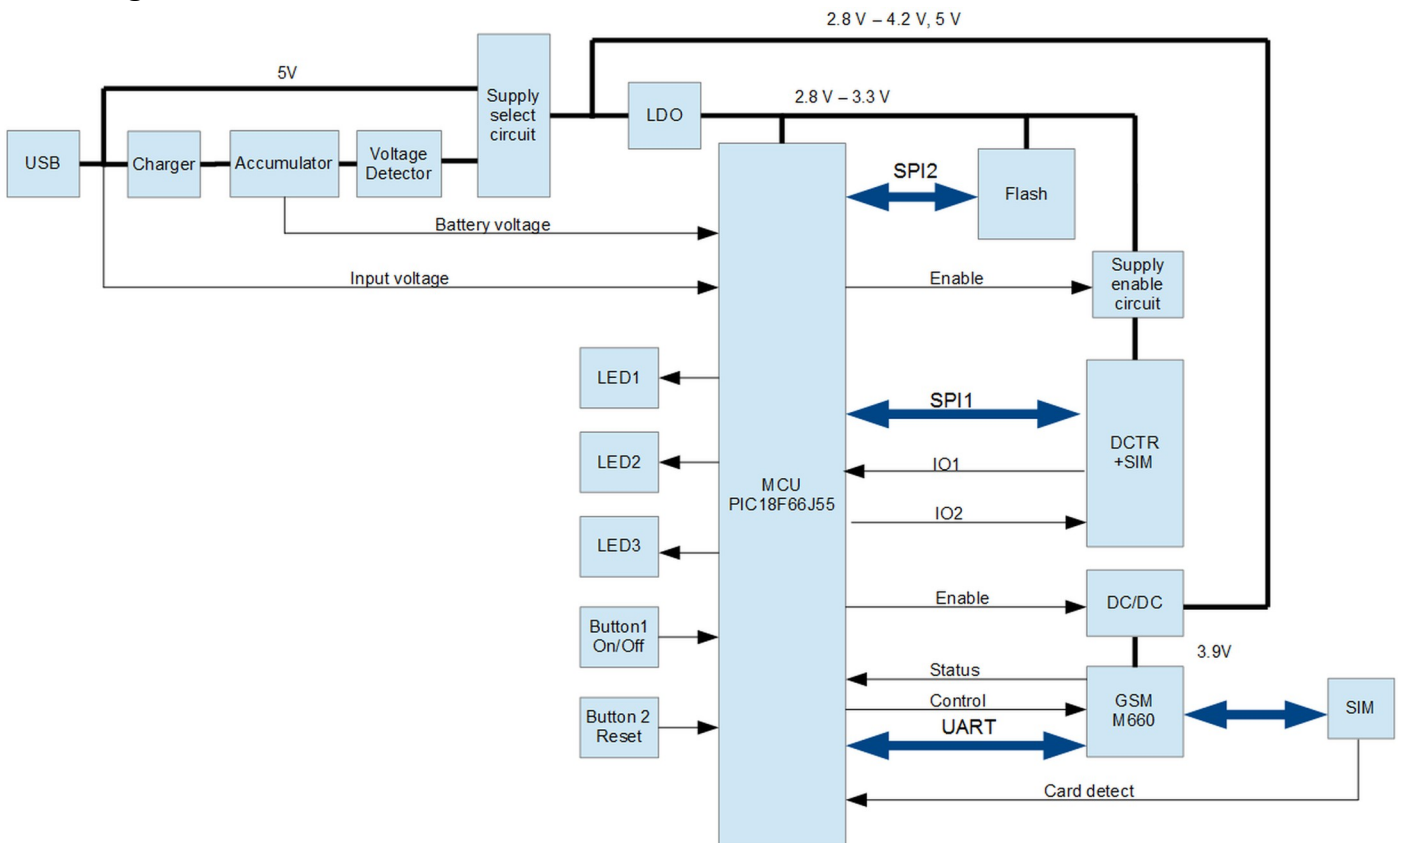 2.8 V – 4.2 V, 5 V
5V
Supply
select
circuit
2.8 V – 3.3 V
LDO
USB
Charger
Accumulator
Voltage
Detector
SPI2
Flash
Battery voltage
Input voltage
Enable
Supply
enable
circuit
LED1
SPI1
DCTR
+SIM
LED2
IO1
MCU
PIC18F66J55
IO2
LED3
Enable
DC/DC
Button1
On/Off
3.9V
Status
Control
GSM
M660
SIM
Button 2
Reset
UART
Card detect